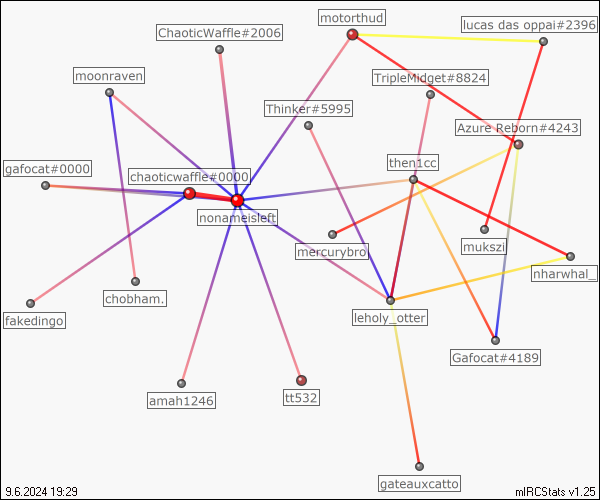 motorthud
lucas das oppai#2396
ChaoticWaffle#2006
moonraven
TripleMidget#8824
Thinker#5995
Azure Reborn#4243
then1cc
gafocat#0000
chaoticwaffle#0000
nonameisleft
mercurybro
mukszi
nharwhal_
chobham.
fakedingo
leholy_otter
Gafocat#4189
amah1246
tt532
gateauxcatto
9.6.2024 19:29
mIRCStats v1.25